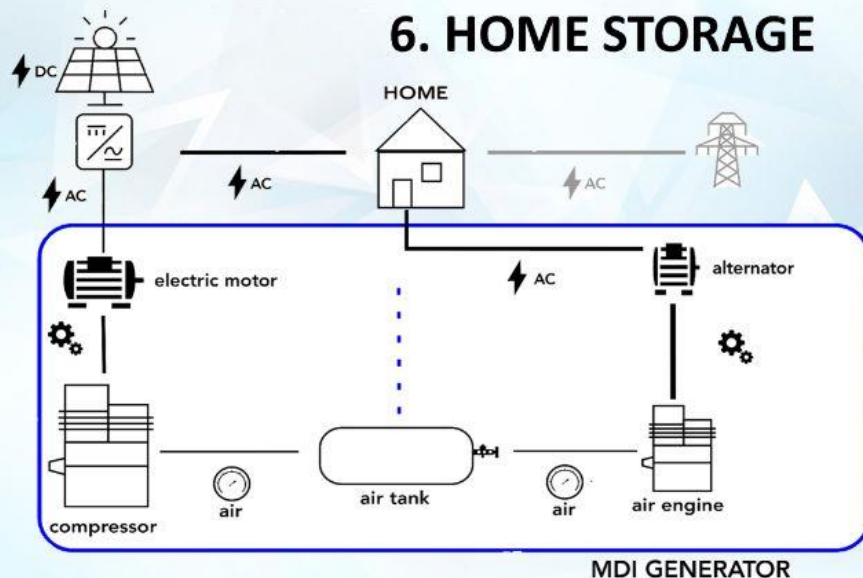 6. HOME STORAGE
DC
HOME
AC
AC
AC
electric motor
AC
alternator
compressor
air
air tank
air
air engine
MDI GENERATOR